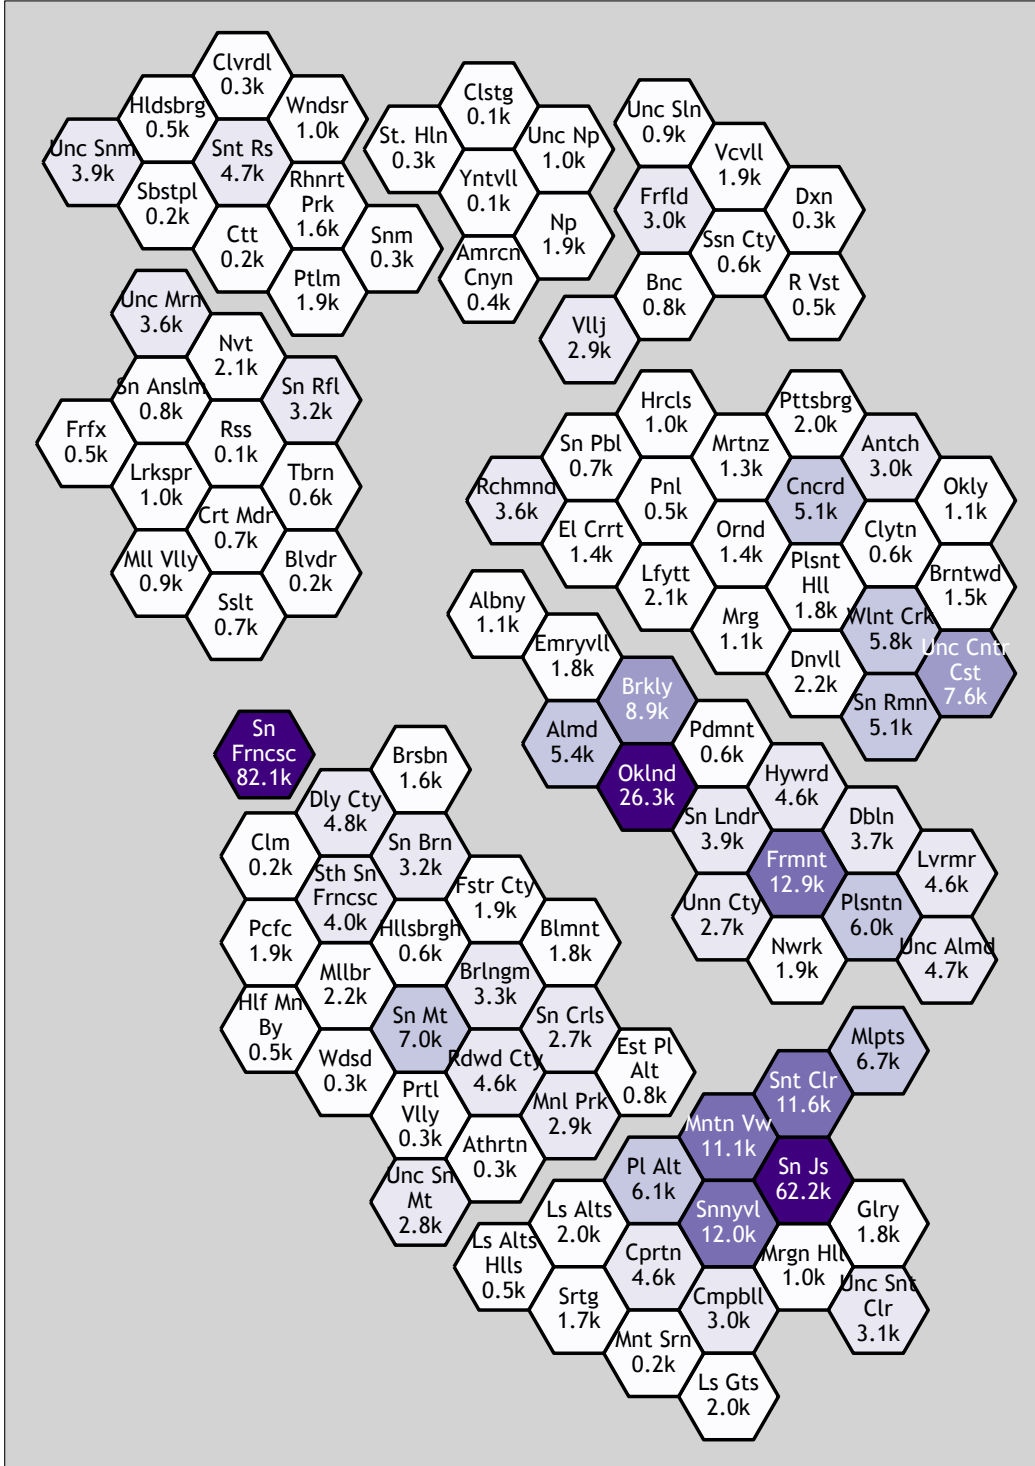 Clvrdl
0.3k
Hldsbrg
0.5k
Wndsr
1.0k
Unc Snm
3.9k
Snt Rs
4.7k
Sbstpl
0.2k
Rhnrt
Prk
1.6k
Ctt
0.2k
Snm
0.3k
Ptlm
1.9k
Clstg
0.1k
St. Hln
0.3k
Unc Np
1.0k
Yntvll
0.1k
Np
1.9k
Amrcn
Cnyn
0.4k
Unc Sln
0.9k
Vcvll
1.9k
Frfld
3.0k
Dxn
0.3k
Ssn Cty
0.6k
Bnc
0.8k
R Vst
0.5k
Vllj
2.9k
Unc Mrn
3.6k
Nvt
2.1k
Sn Anslm
0.8k
Sn Rfl
3.2k
Frfx
0.5k
Rss
0.1k
Lrkspr
1.0k
Tbrn
0.6k
Crt Mdr
0.7k
Mll Vlly
0.9k
Blvdr
0.2k
Sslt
0.7k
Hrcls
1.0k
Pttsbrg
2.0k
Sn Pbl
0.7k
Mrtnz
1.3k
Antch
3.0k
Rchmnd
3.6k
Pnl
0.5k
Cncrd
5.1k
Okly
1.1k
El Crrt
1.4k
Ornd
1.4k
Clytn
0.6k
Lfytt
2.1k
Plsnt
Hll
1.8k
Brntwd
1.5k
Mrg
1.1k
Wlnt Crk
5.8k
Dnvll
2.2k
Unc Cntr
Cst
7.6k
Sn Rmn
5.1k
Albny
1.1k
Emryvll
1.8k
Brkly
8.9k
Almd
5.4k
Pdmnt
0.6k
Oklnd
26.3k
Hywrd
4.6k
Sn Lndr
3.9k
Dbln
3.7k
Frmnt
12.9k
Lvrmr
4.6k
Unn Cty
2.7k
Plsntn
6.0k
Nwrk
1.9k
Unc Almd
4.7k
Sn
Frncsc
82.1k
Brsbn
1.6k
Dly Cty
4.8k
Clm
0.2k
Sn Brn
3.2k
Sth Sn
Frncsc
4.0k
Fstr Cty
1.9k
Pcfc
1.9k
Hllsbrgh
0.6k
Blmnt
1.8k
Mllbr
2.2k
Brlngm
3.3k
Hlf Mn
By
0.5k
Sn Mt
7.0k
Sn Crls
2.7k
Wdsd
0.3k
Rdwd Cty
4.6k
Est Pl
Alt
0.8k
Prtl
Vlly
0.3k
Mnl Prk
2.9k
Athrtn
0.3k
Unc Sn
Mt
2.8k
Mlpts
6.7k
Snt Clr
11.6k
Mntn Vw
11.1k
Pl Alt
6.1k
Sn Js
62.2k
Ls Alts
2.0k
Snnyvl
12.0k
Glry
1.8k
Ls Alts
Hlls
0.5k
Cprtn
4.6k
Mrgn Hll
1.0k
Srtg
1.7k
Cmpbll
3.0k
Unc Snt
Clr
3.1k
Mnt Srn
0.2k
Ls Gts
2.0k